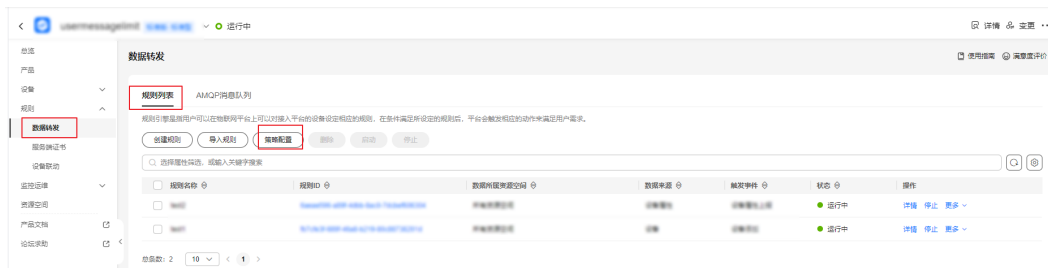 usermessagelimit 运行中 详情 变更
总览
产品
设备
规则
数据转发
服务端证书
设备联动
监控运维
资源空间
产品文档
论坛求助
数据转发 使用指南 满意度评价
规则列表 AMQP消息队列
规则引擎是指用户可以在物联网平台上可以对接入平台的设备设定相应的规则，在条件满足所设定的规则后，平台会触发相应的动作来满足用户需求。
创建规则 导入规则 策略配置 删除 启动 停止
选择属性筛选，或输入关键字搜索
规则名称 规则ID 数据所属资源空间 数据来源 触发事件 状态 操作
test2 运行中 详情 停止 更多
test1 运行中 详情 停止 更多
总条数：2 10 < 1 >